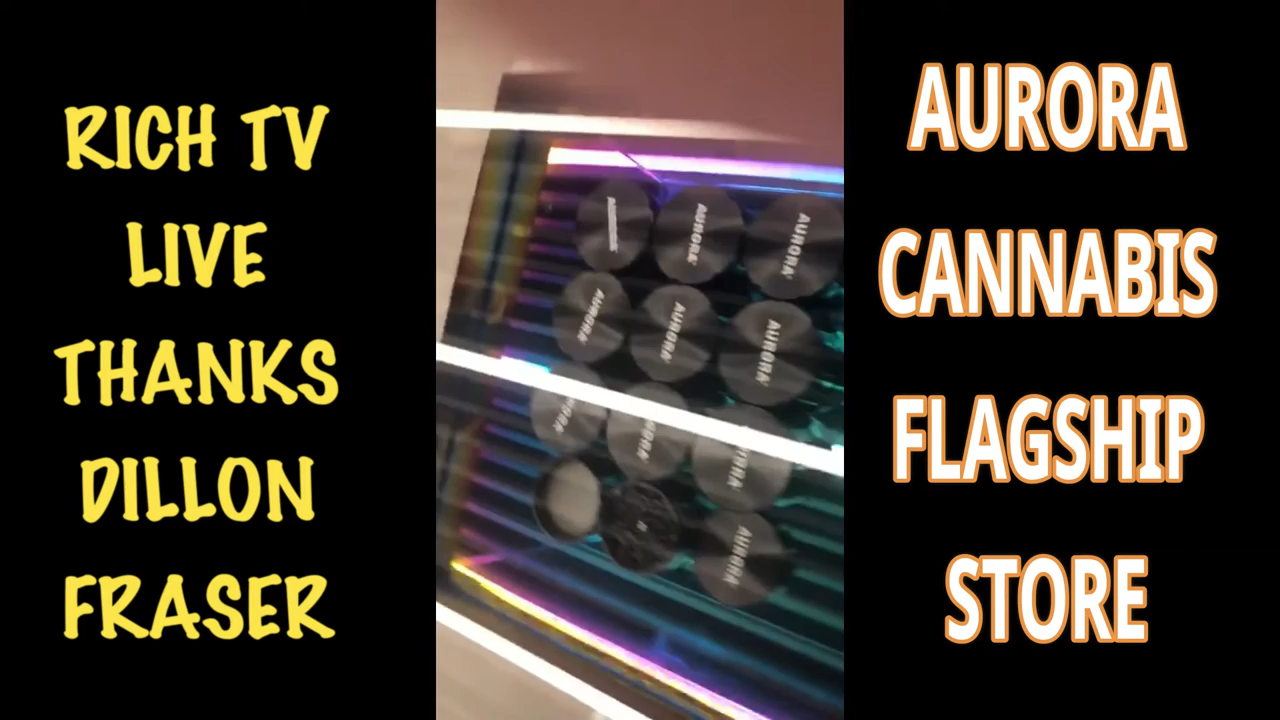 RICH TV
LIVE
THANKS
DILLON
FRASER
AURORA
AURORA
AURORA
AURORA
AURORA
AURORA
AURORA
AURORA
CANNABIS
FLAGSHIP
STORE